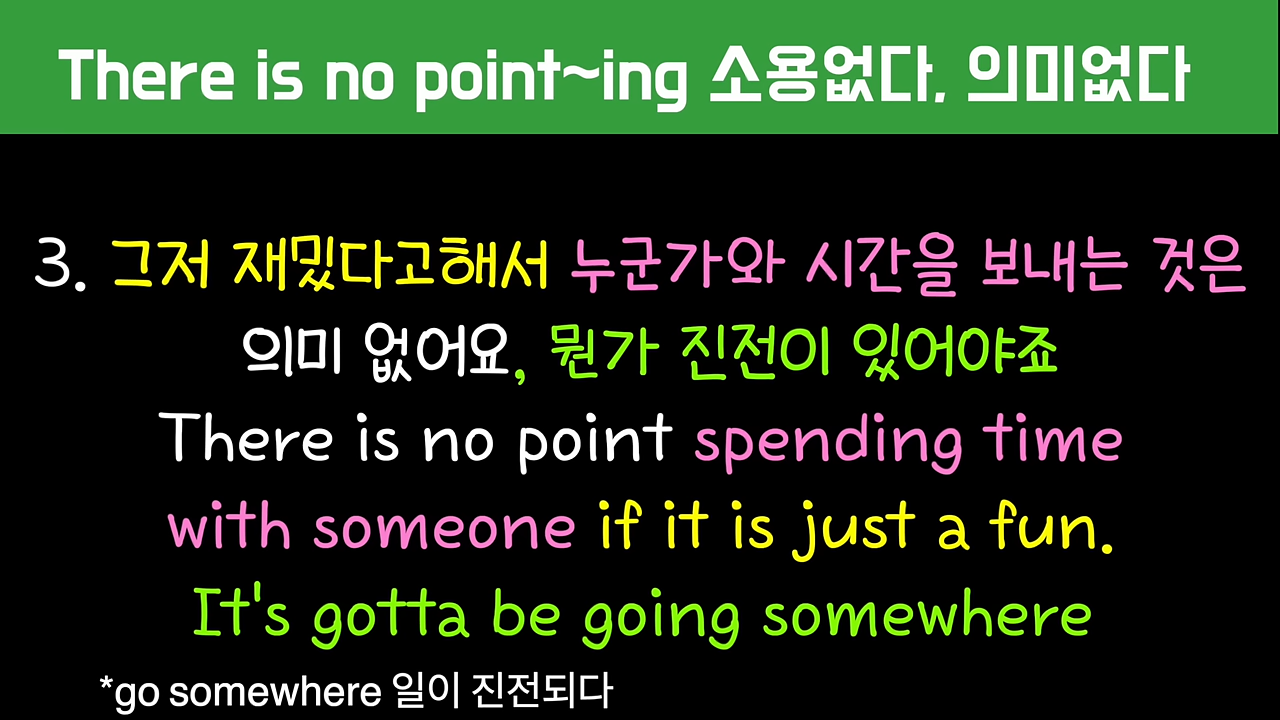 There is no point~ing 소용없다, 의미없다
3. 그저 재밌다고해서 누군가와 시간을 보내는 것은
의미 없어요, 뭔가 진전이 있어야죠
There is no point spending time
with someone if it is just a fun.
It's gotta be going somewhere
*go somewhere 일이 진전되다